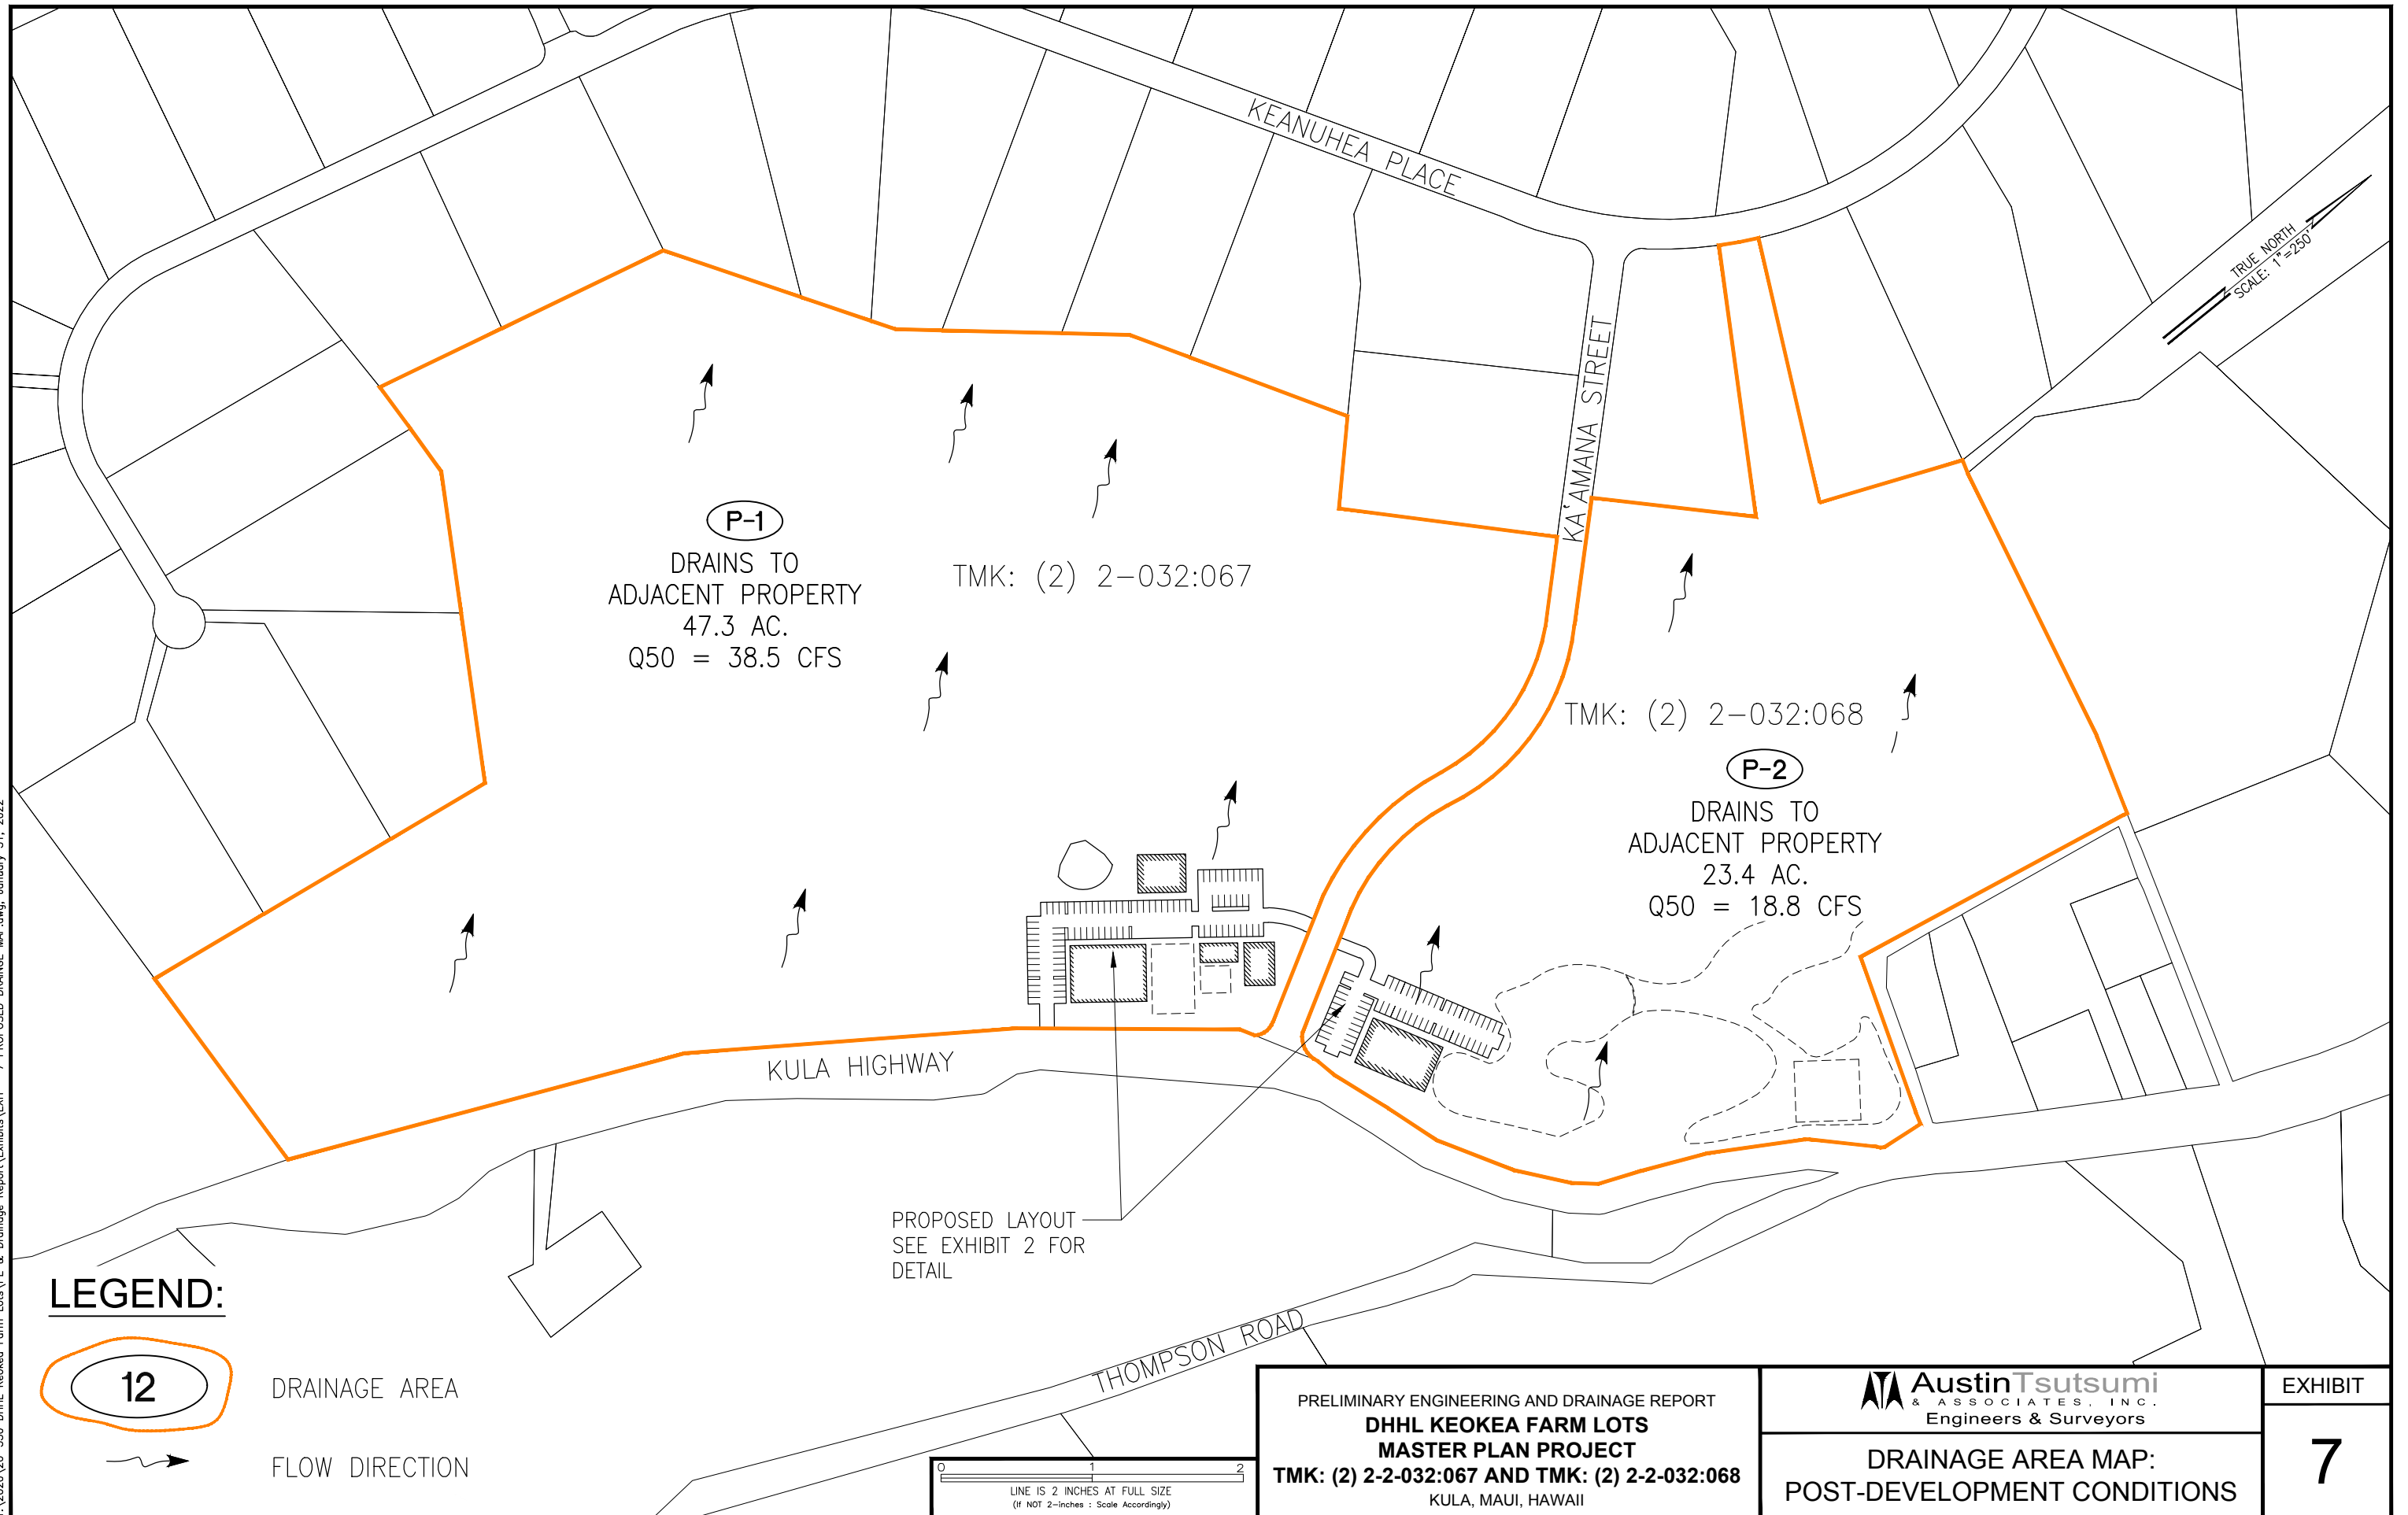 KEANUHEA PLACE
TRUE NORTH
SCALE: 1"=250'
KA'AMANA STREET
P-1
DRAINS TO
ADJACENT PROPERTY
47.3 AC.
Q50 = 38.5 CFS
TMK: (2) 2-032:067
TMK: (2) 2-032:068
P-2
DRAINS TO
ADJACENT PROPERTY
23.4 AC.
Q50 = 18.8 CFS
KULA HIGHWAY
PROPOSED LAYOUT
SEE EXHIBIT 2 FOR
DETAIL
THOMPSON ROAD
LEGEND:
12
DRAINAGE AREA
FLOW DIRECTION
0 1 2
LINE IS 2 INCHES AT FULL SIZE
(If NOT 2-inches : Scale Accordingly)
PRELIMINARY ENGINEERING AND DRAINAGE REPORT
DHHL KEOKEA FARM LOTS
MASTER PLAN PROJECT
TMK: (2) 2-2-032:067 AND TMK: (2) 2-2-032:068
KULA, MAUI, HAWAII
AustinTsutsumi
& ASSOCIATES, INC.
Engineers & Surveyors
DRAINAGE AREA MAP:
POST-DEVELOPMENT CONDITIONS
EXHIBIT
7